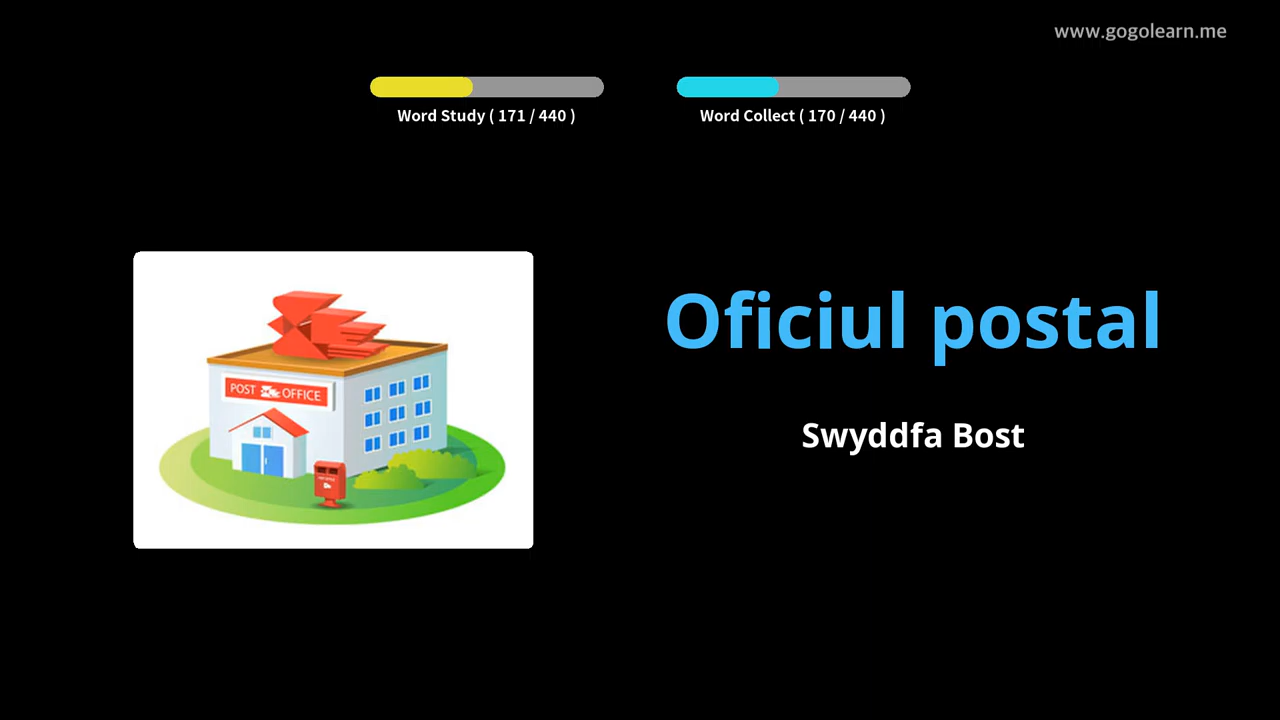 www.gogolearn.me
Word Study ( 171 / 440 )
Word Collect ( 170 / 440 )
POST OFFICE
Oficiul postal
Swyddfa Bost